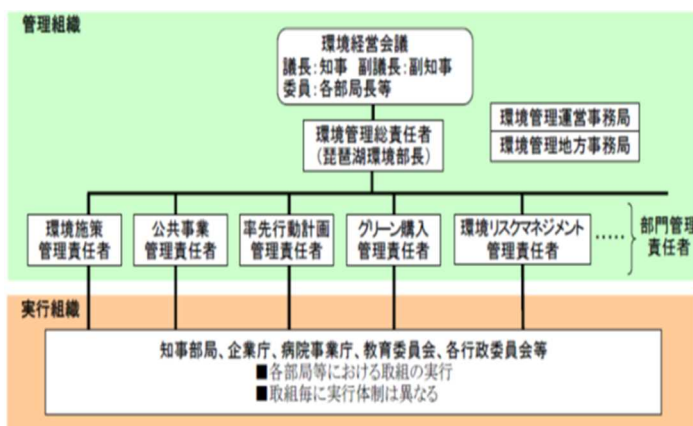 管理組織
環境経営会議
議長：知事 副議長：副知事
委員：各部局長等
環境管理総責任者
(琵琶湖環境部長)
環境管理運営事務局
環境管理地方事務局
環境施策
管理責任者
公共事業
管理責任者
率先行動計画
管理責任者
グリーン購入
管理責任者
環境リスクマネジメント
管理責任者
……
部門管理
責任者
実行組織
知事部局、企業庁、病院事業庁、教育委員会、各行政委員会等
■各部局等における取組の実行
■取組毎に実行体制は異なる